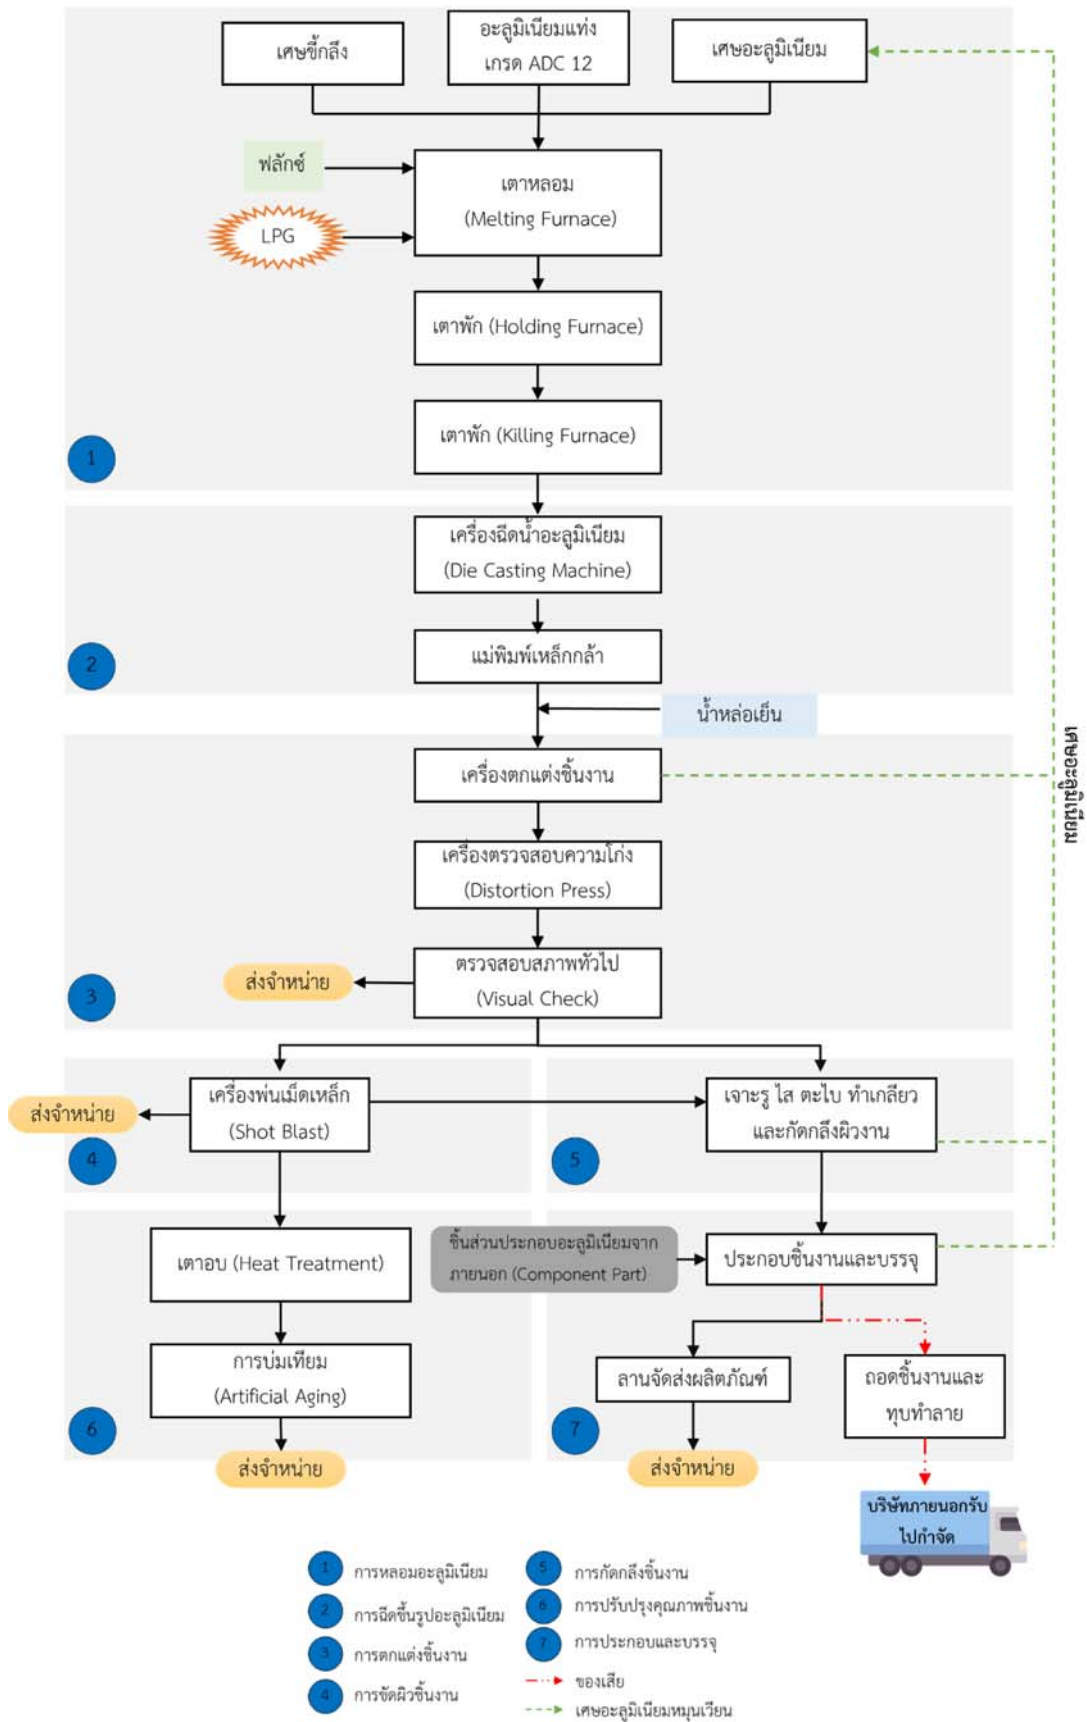 เศษขี้กลึง
อะลูมิเนียมแท่ง
เกรด ADC 12
เศษอะลูมิเนียม
ฟลักซ์
LPG
เตาหลอม
(Melting Furnace)
เตาพัก (Holding Furnace)
เตาพัก (Killing Furnace)
1
เครื่องฉีดน้ำอะลูมิเนียม
(Die Casting Machine)
แม่พิมพ์เหล็กกล้า
2
น้ำหล่อเย็น
เศษอะลูมิเนียม
เครื่องตกแต่งชิ้นงาน
เครื่องตรวจสอบความโก่ง
(Distortion Press)
ตรวจสอบสภาพทั่วไป
(Visual Check)
ส่งจำหน่าย
3
เครื่องพ่นเม็ดเหล็ก
(Shot Blast)
ส่งจำหน่าย
4
เจาะรู ไส ตะไบ ทำเกลียว
และกัดกลึงผิวงาน
5
เตาอบ (Heat Treatment)
การบ่มเทียม
(Artificial Aging)
6
ส่งจำหน่าย
ชิ้นส่วนประกอบอะลูมิเนียมจาก
ภายนอก (Component Part)
ประกอบชิ้นงานและบรรจุ
ลานจัดส่งผลิตภัณฑ์
ถอดชิ้นงานและ
ทุบทำลาย
7
ส่งจำหน่าย
บริษัทภายนอกรับ
ไปกำจัด
1 การหลอมอะลูมิเนียม
2 การฉีดขึ้นรูปอะลูมิเนียม
3 การตกแต่งชิ้นงาน
4 การขัดผิวชิ้นงาน
5 การกัดกลึงชิ้นงาน
6 การปรับปรุงคุณภาพชิ้นงาน
7 การประกอบและบรรจุ
ของเสีย
เศษอะลูมิเนียมหมุนเวียน